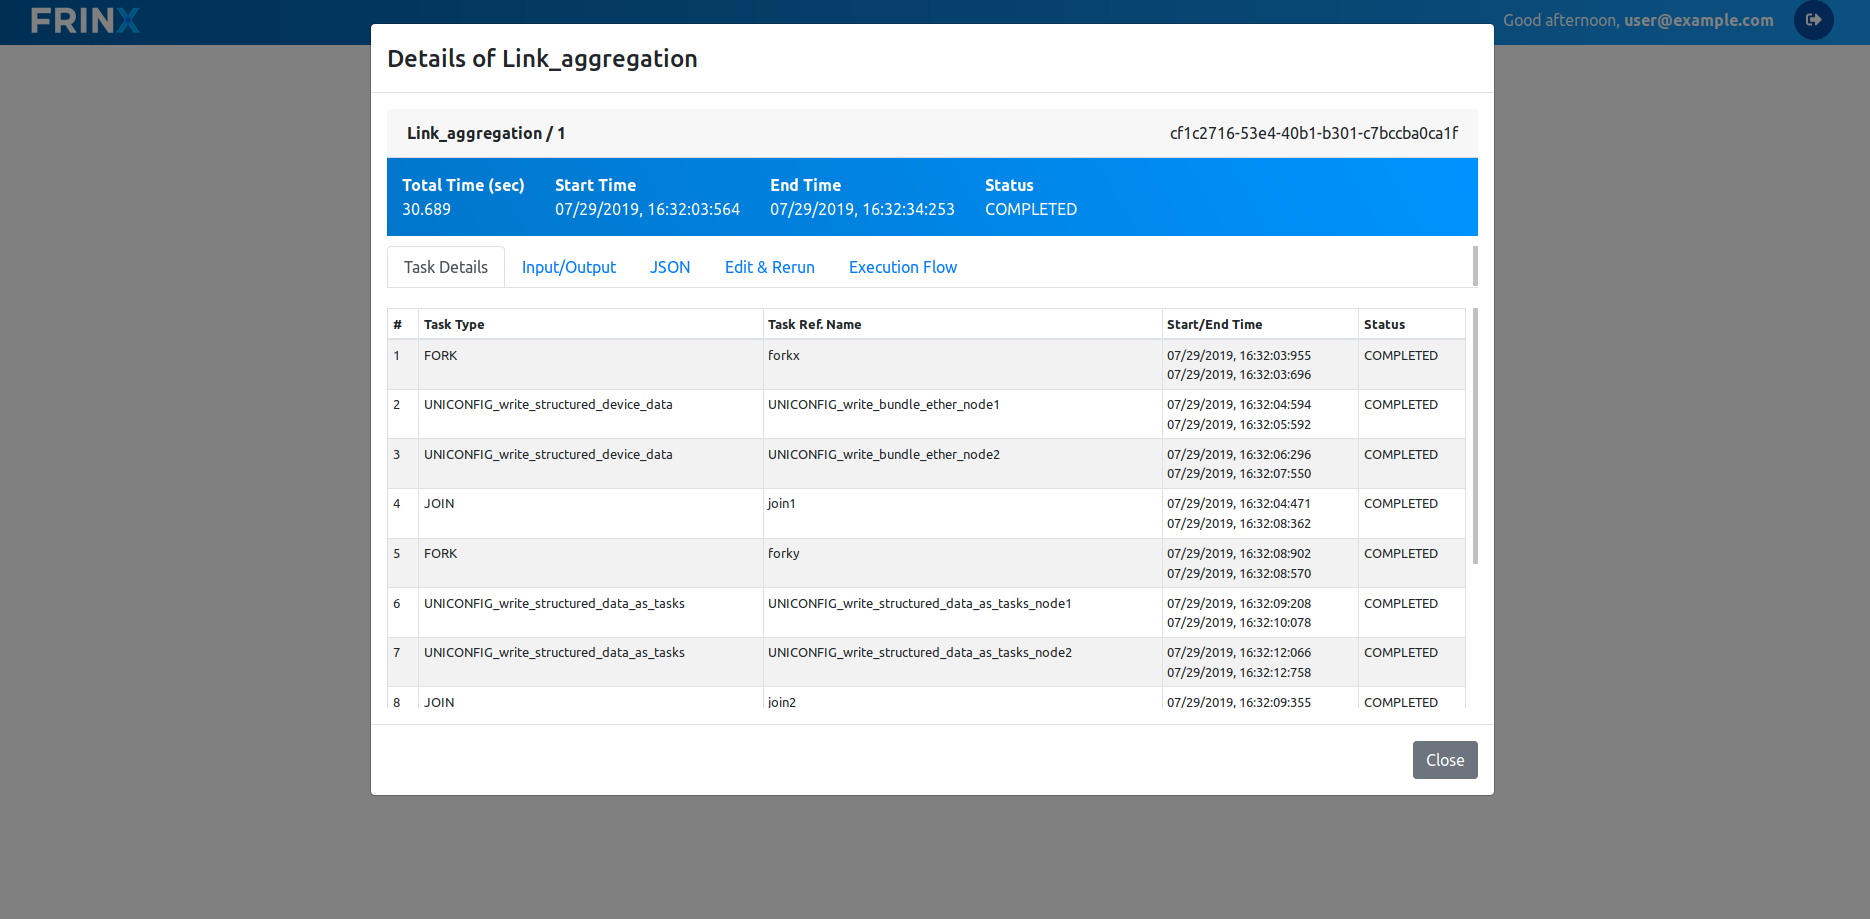 FRINX
Good afternoon, user@example.com
Details of Link_aggregation
Link_aggregation / 1 cf1c2716-53e4-40b1-b301-c7bccba0ca1f
Total Time (sec) Start Time End Time Status
30.689 07/29/2019, 16:32:03:564 07/29/2019, 16:32:34:253 COMPLETED
Task Details Input/Output JSON Edit & Rerun Execution Flow
# Task Type Task Ref. Name Start/End Time Status
1 FORK forkx 07/29/2019, 16:32:03:955 COMPLETED
07/29/2019, 16:32:03:696
2 UNICONFIG_write_structured_device_data UNICONFIG_write_bundle_ether_node1 07/29/2019, 16:32:04:594 COMPLETED
07/29/2019, 16:32:05:592
3 UNICONFIG_write_structured_device_data UNICONFIG_write_bundle_ether_node2 07/29/2019, 16:32:06:296 COMPLETED
07/29/2019, 16:32:07:550
4 JOIN join1 07/29/2019, 16:32:04:471 COMPLETED
07/29/2019, 16:32:08:362
5 FORK forky 07/29/2019, 16:32:08:902 COMPLETED
07/29/2019, 16:32:08:570
6 UNICONFIG_write_structured_data_as_tasks UNICONFIG_write_structured_data_as_tasks_node1 07/29/2019, 16:32:09:208 COMPLETED
07/29/2019, 16:32:10:078
7 UNICONFIG_write_structured_data_as_tasks UNICONFIG_write_structured_data_as_tasks_node2 07/29/2019, 16:32:12:066 COMPLETED
07/29/2019, 16:32:12:758
8 JOIN join2 07/29/2019, 16:32:09:355 COMPLETED
Close